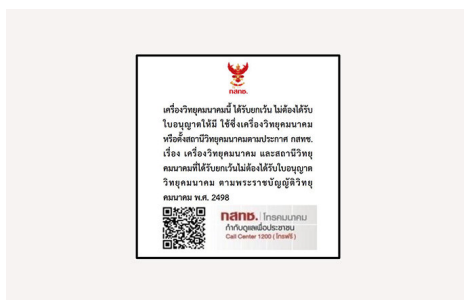 กสทช.
เครื่องวิทยุคมนาคมนี้ ได้รับยกเว้น ไม่ต้องได้รับ
ใบอนุญาตให้มี ใช้ซึ่งเครื่องวิทยุคมนาคม
หรือตั้งสถานีวิทยุคมนาคมตามประกาศ กสทช.
เรื่อง เครื่องวิทยุคมนาคม และสถานีวิทยุ
คมนาคมที่ได้รับยกเว้นไม่ต้องได้รับใบอนุญาต
วิทยุคมนาคม ตามพระราชบัญญัติวิทยุ
คมนาคม พ.ศ. 2498
กสทช. โทรคมนาคม
กำกับดูแลเพื่อประชาชน
Call Center 1200 ( โทรฟรี )